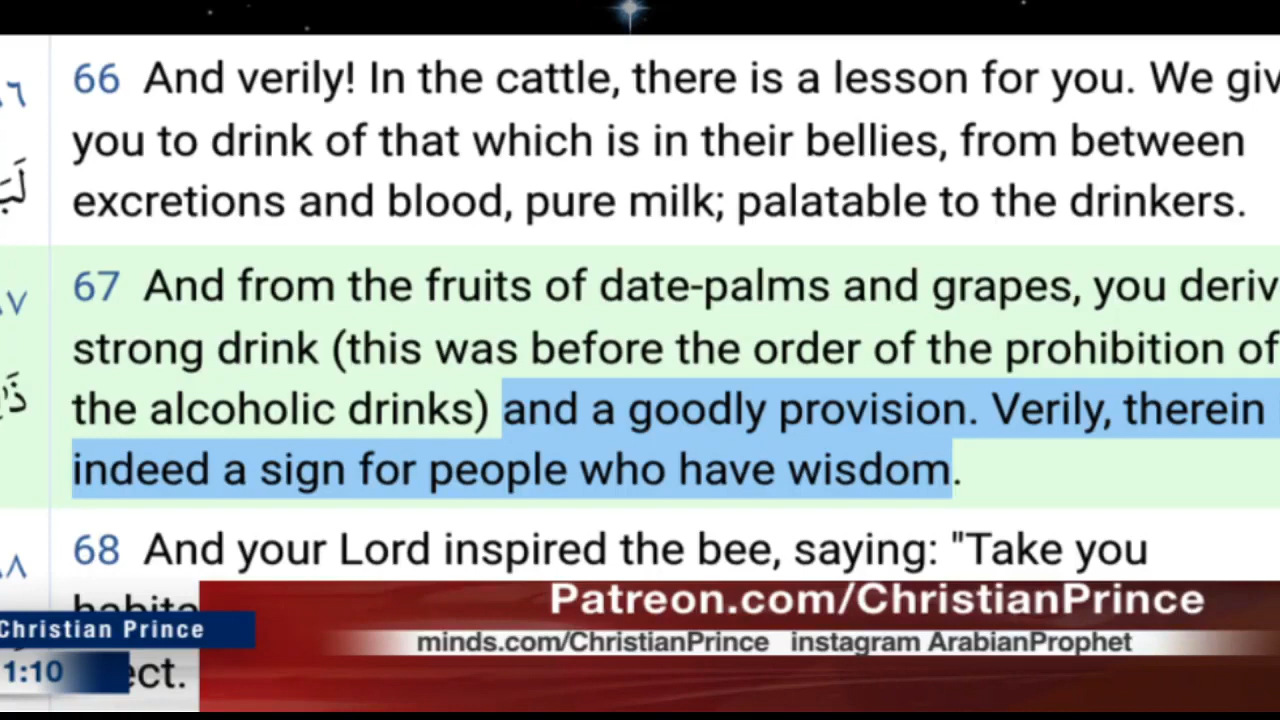 66 And verily! In the cattle, there is a lesson for you. We giv
you to drink of that which is in their bellies, from between
excretions and blood, pure milk; palatable to the drinkers.
67 And from the fruits of date-palms and grapes, you deriv
strong drink (this was before the order of the prohibition of
the alcoholic drinks) and a goodly provision. Verily, therein
indeed a sign for people who have wisdom.
68 And your Lord inspired the bee, saying: "Take you
ect.
Patreon.com/ChristianPrince
minds.com/ChristianPrince instagram ArabianProphet
Christian Prince
1:10